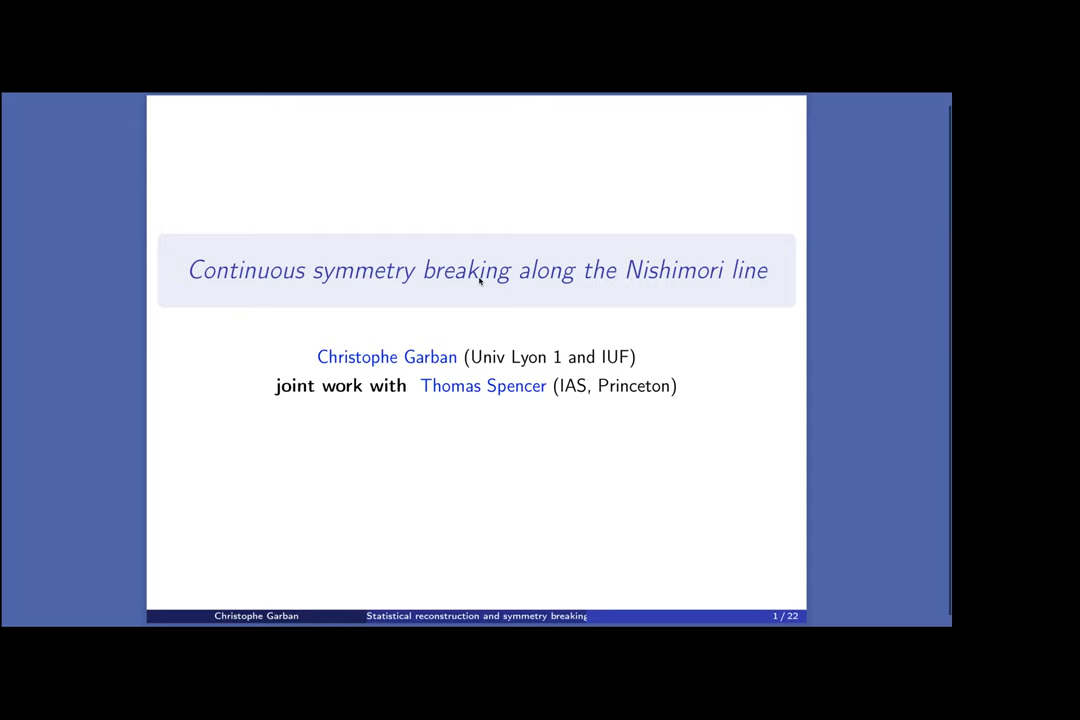 Continuous symmetry breaking along the Nishimori line
Christophe Garban (Univ Lyon 1 and IUF)
joint work with Thomas Spencer (IAS, Princeton)
Christophe Garban Statistical reconstruction and symmetry breaking 1 / 22